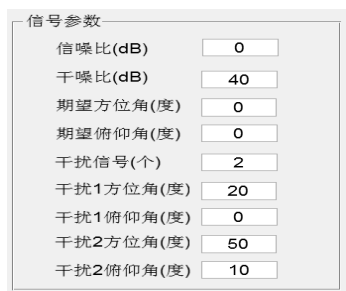 信号参数
信噪比(dB) 0
干噪比(dB) 40
期望方位角(度) 0
期望俯仰角(度) 0
干扰信号(个) 2
干扰1方位角(度) 20
干扰1俯仰角(度) 0
干扰2方位角(度) 50
干扰2俯仰角(度) 10